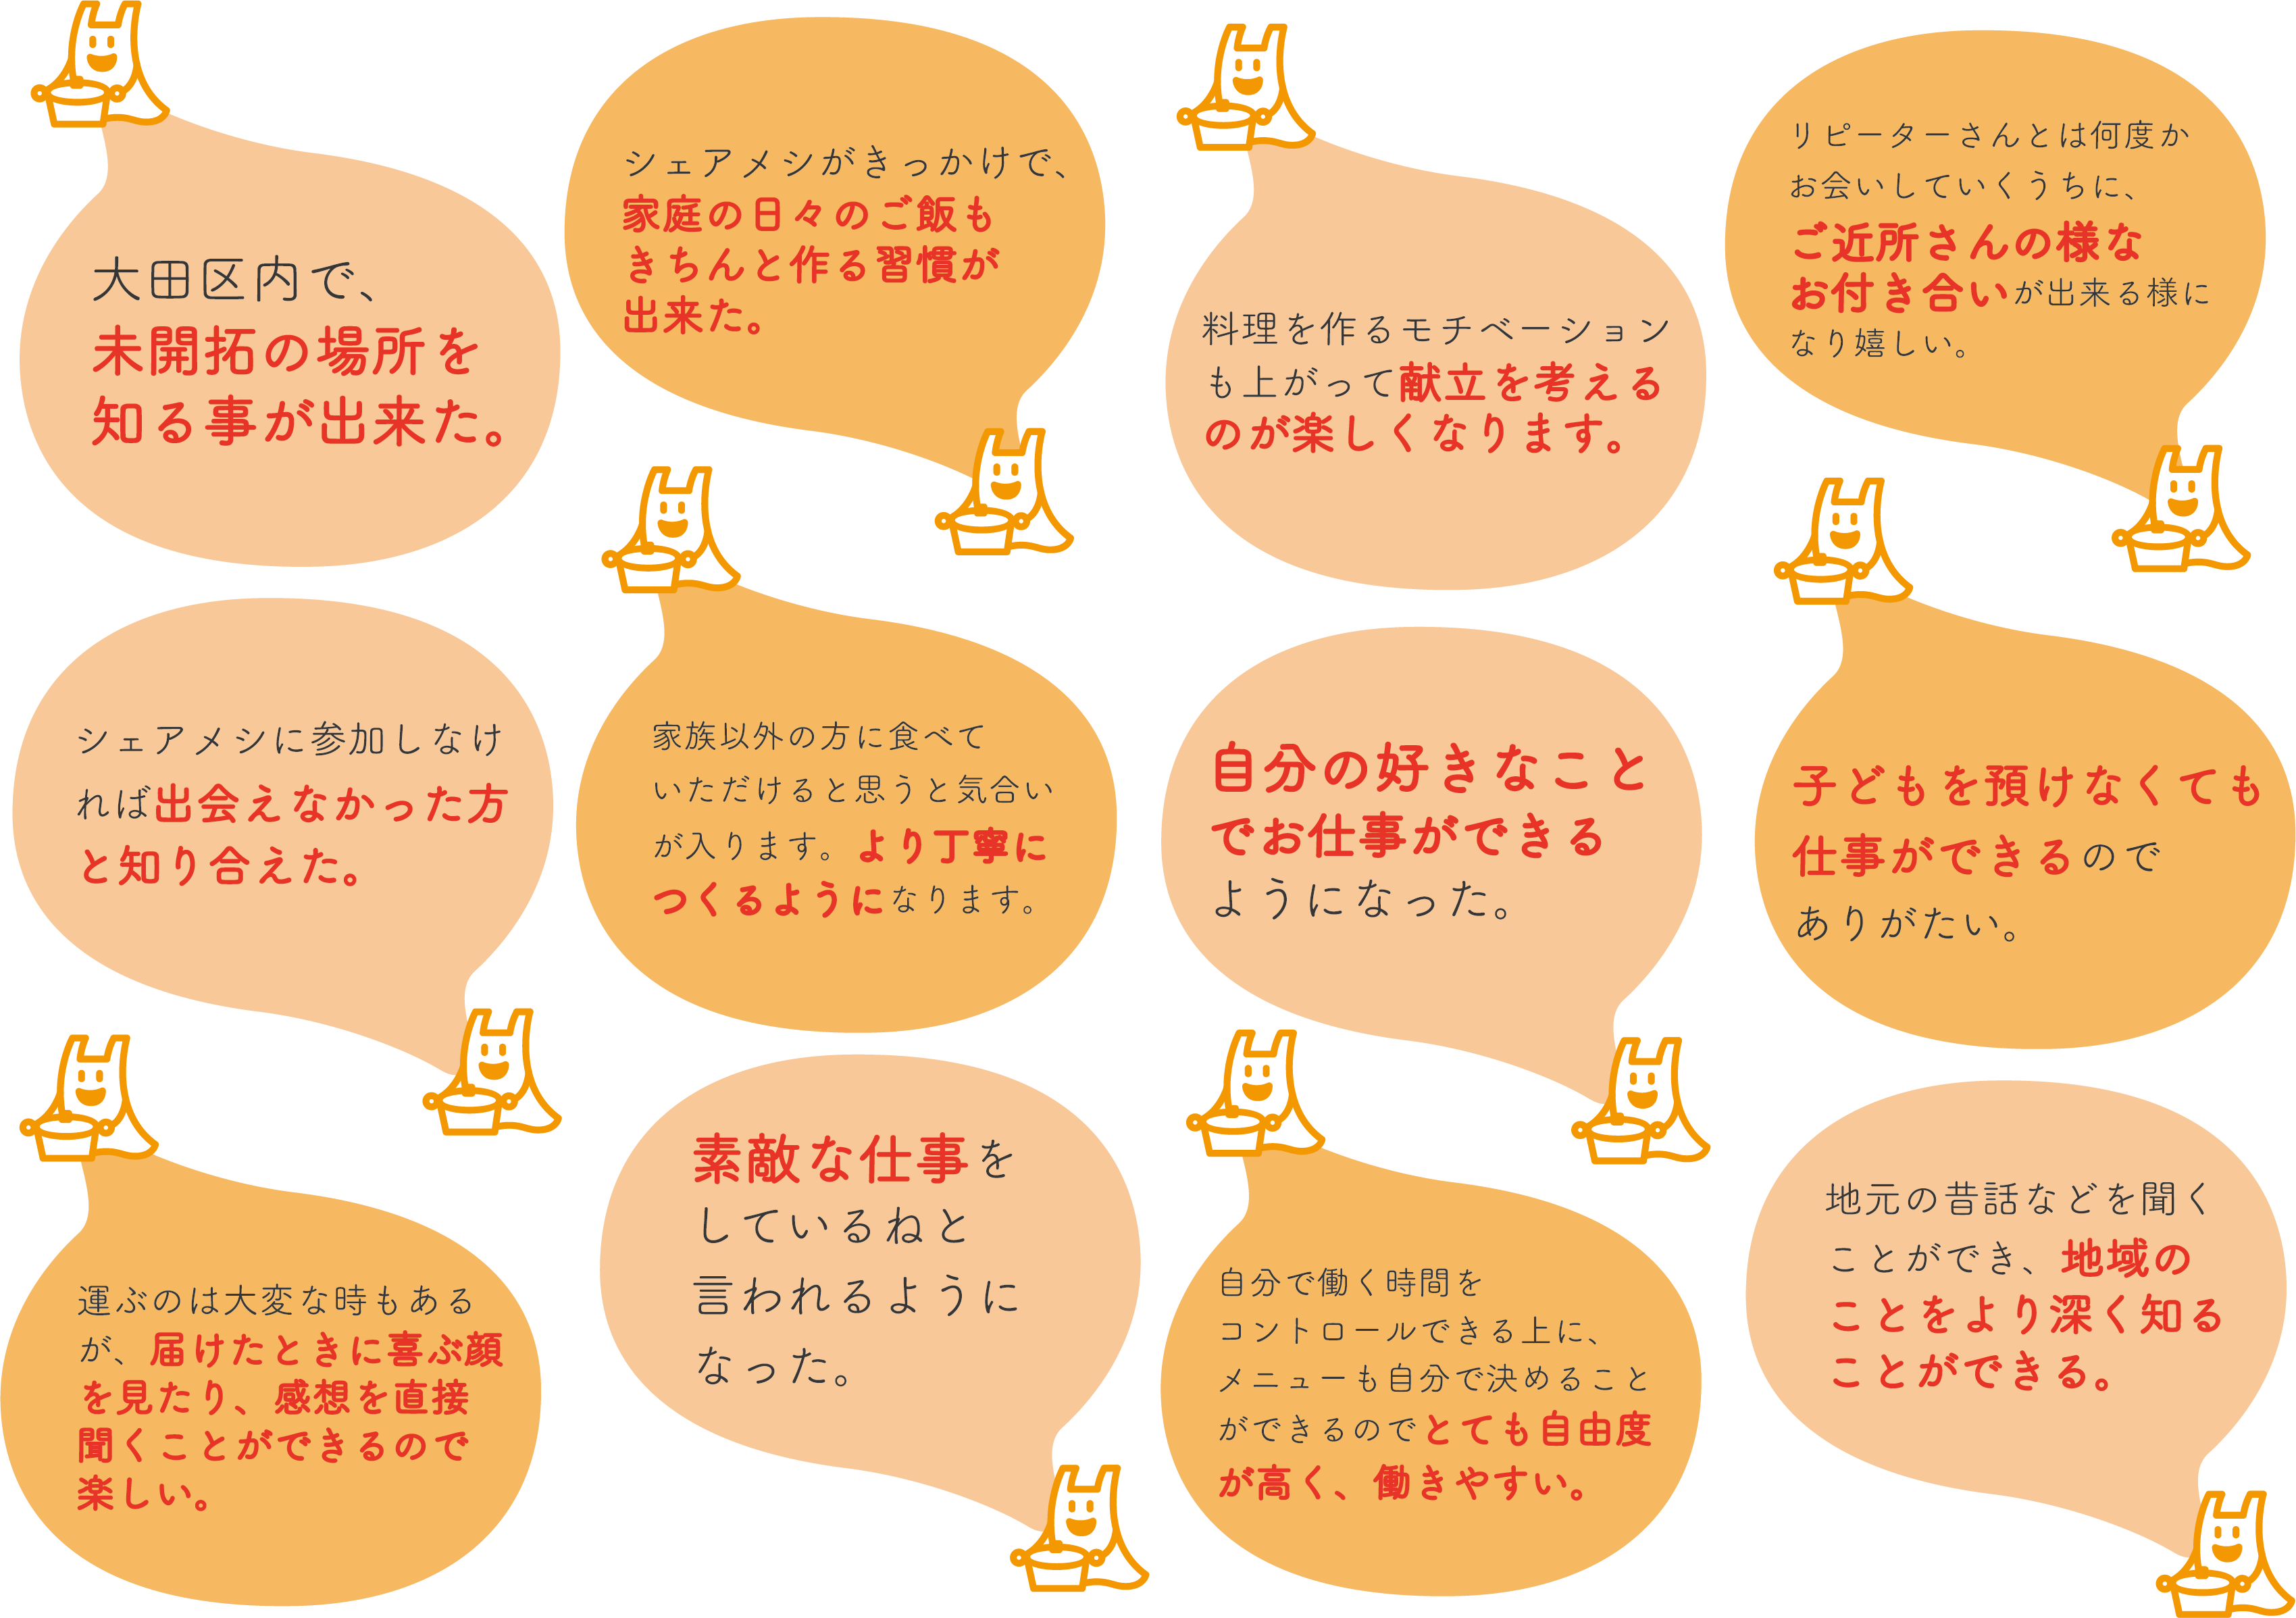 大田区内で、
未開拓の場所を
知る事が出来た。
シェアメシがきっかけで、
家庭の日々のご飯も
きちんと作る習慣が
出来た。
料理を作るモチベーション
も上がって献立を考える
のが楽しくなります。
リピーターさんとは何度か
お会いしていくうちに、
ご近所さんの様な
お付き合いが出来る様に
なり嬉しい。
シェアメシに参加しなけ
れば出会えなかった方
と知り合えた。
家族以外の方に食べて
いただけると思うと気合い
が入ります。より丁寧に
つくるようになります。
自分の好きなこと
でお仕事ができる
ようになった。
子どもを預けなくても
仕事ができるので
ありがたい。
運ぶのは大変な時もある
が、届けたときに喜ぶ顔
を見たり、感想を直接
聞くことができるので
楽しい。
素敵な仕事を
しているねと
言われるように
なった。
自分で働く時間を
コントロールできる上に、
メニューも自分で決めること
ができるのでとても自由度
が高く、働きやすい。
地元の昔話などを聞く
ことができ、地域の
ことをより深く知る
ことができる。